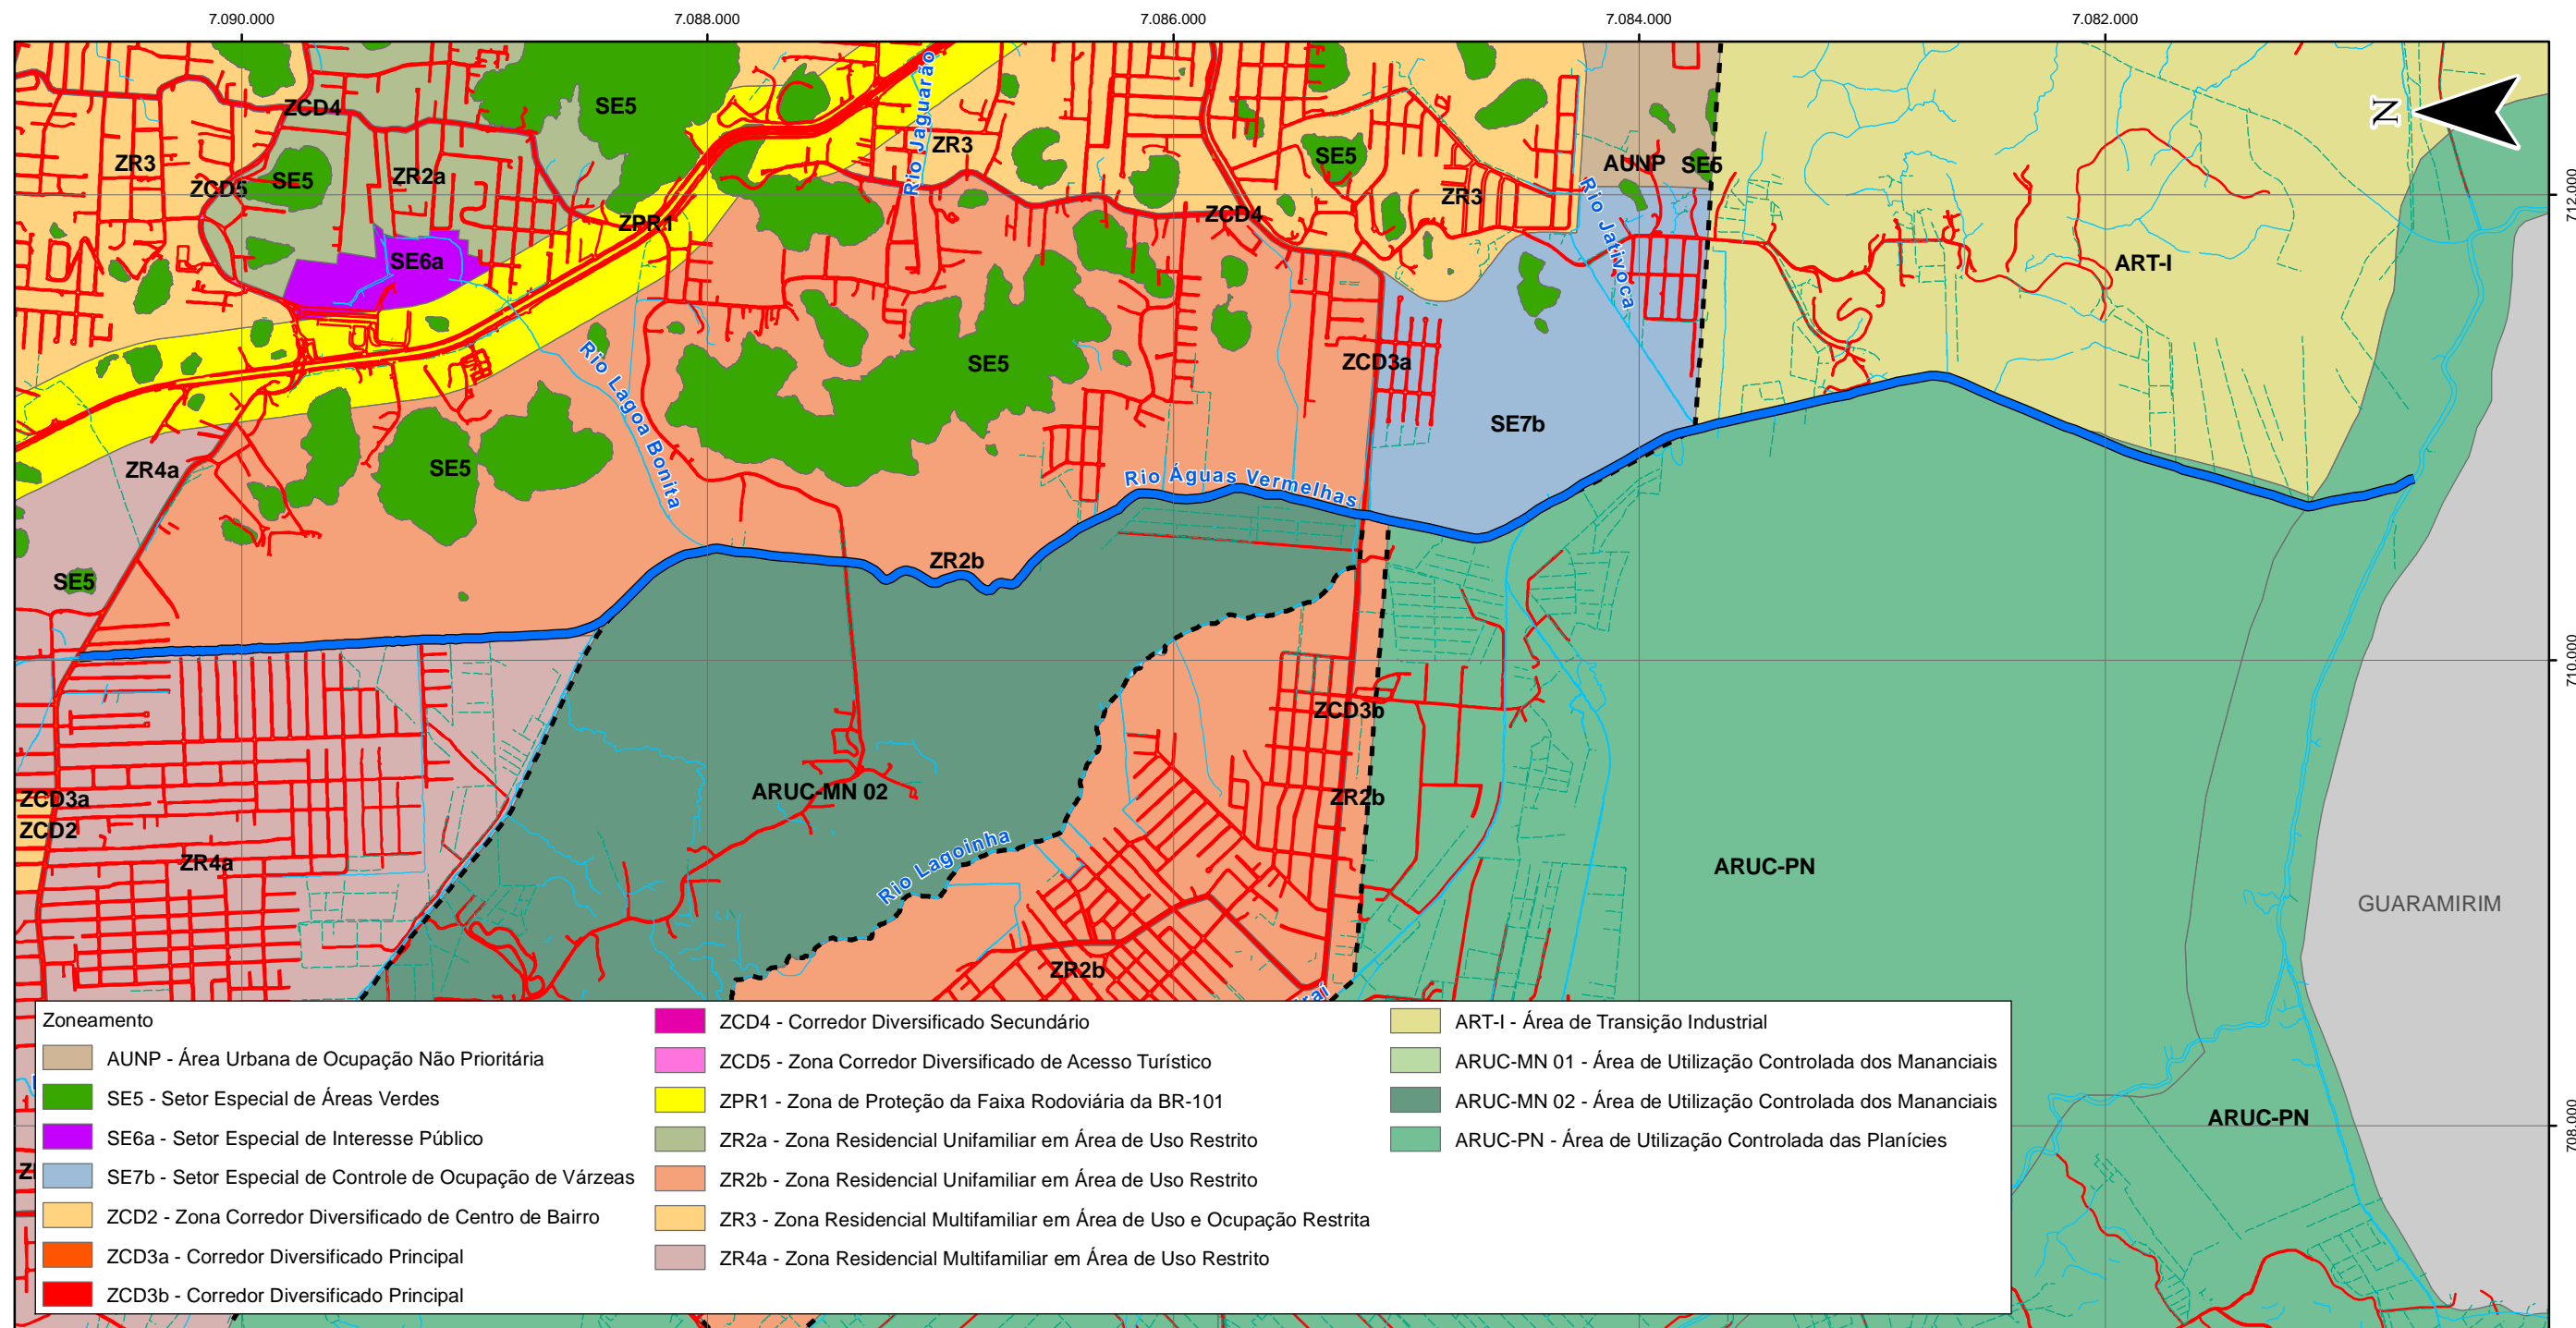 7.090.000
7.088.000
7.086.000
7.084.000
7.082.000
N
712.000
710.000
708.000
ZCD4
SE5
Rio Jaguarão
ZR3
ZR3
SE5
ZR2a
ZCD5
SE5
AUNP
SE5
ZR3
Rio Jativoca
ZPR1
ZCD4
SE6a
ART-I
Rio Lagoa Bonita
SE5
ZCD3a
SE7b
ZR4a
SE5
Rio Águas Vermelhas
ZR2b
SE5
ZCD3b
ARUC-MN 02
ZR2b
ZCD3a
ZCD2
ZR4a
Rio Lagoinha
ARUC-PN
GUARAMIRIM
ZR2b
ARUC-PN
Zoneamento
AUNP - Área Urbana de Ocupação Não Prioritária
SE5 - Setor Especial de Áreas Verdes
SE6a - Setor Especial de Interesse Público
SE7b - Setor Especial de Controle de Ocupação de Várzeas
ZCD2 - Zona Corredor Diversificado de Centro de Bairro
ZCD3a - Corredor Diversificado Principal
ZCD3b - Corredor Diversificado Principal
ZCD4 - Corredor Diversificado Secundário
ZCD5 - Zona Corredor Diversificado de Acesso Turístico
ZPR1 - Zona de Proteção da Faixa Rodoviária da BR-101
ZR2a - Zona Residencial Unifamiliar em Área de Uso Restrito
ZR2b - Zona Residencial Unifamiliar em Área de Uso Restrito
ZR3 - Zona Residencial Multifamiliar em Área de Uso e Ocupação Restrita
ZR4a - Zona Residencial Multifamiliar em Área de Uso Restrito
ART-I - Área de Transição Industrial
ARUC-MN 01 - Área de Utilização Controlada dos Mananciais
ARUC-MN 02 - Área de Utilização Controlada dos Mananciais
ARUC-PN - Área de Utilização Controlada das Planícies